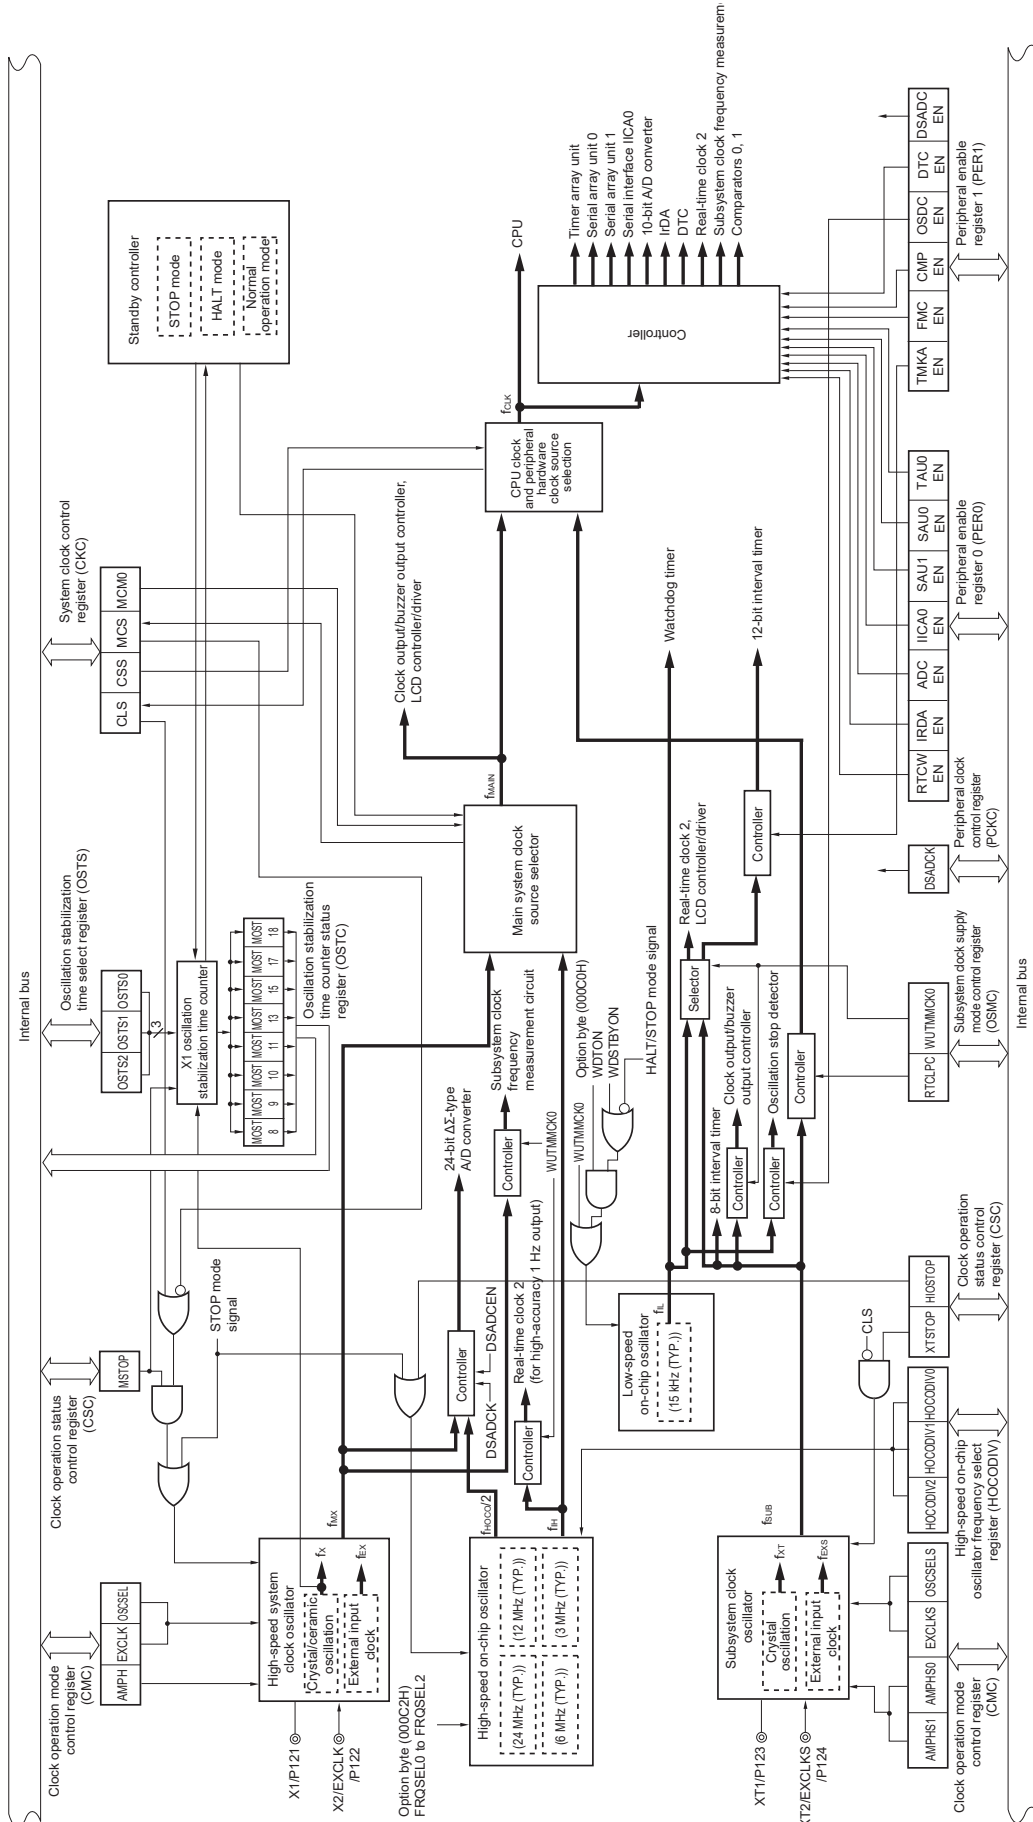 Internal bus
Clock operation mode
control register
(CMC)
AMPH
EXCLK
OSCSEL
Clock operation status
control register
(CSC)
MSTOP
STOP mode
signal
Oscillation stabilization
time select register (OSTS)
OSTS2
OSTS1
OSTS0
3
X1 oscillation
stabilization time counter
MOST
8
MOST
9
MOST
10
MOST
11
MOST
13
MOST
15
MOST
17
MOST
18
Oscillation stabilization
time counter status
register (OSTC)
System clock control
register (CKC)
CLS
CSS
MCS
MCM0
Standby controller
STOP mode
HALT mode
Normal
operation mode
X1/P121
X2/EXCLK
/P122
High-speed system
clock oscillator
Crystal/ceramic
oscillation
fX
External input
clock
fEX
fMX
Option byte (000C2H)
FRQSEL0 to FRQSEL2
High-speed on-chip oscillator
(24 MHz (TYP.))
(12 MHz (TYP.))
(6 MHz (TYP.))
(3 MHz (TYP.))
fHOCO/2
fIH
Controller
24-bit ΔΣ-type
A/D converter
DSADCK
DSADCEN
Controller
Real-time clock 2
(for high-accuracy 1 Hz output)
WUTMMCK0
Controller
Subsystem clock
frequency
measurement circuit
Main system clock
source selector
fMAIN
Clock output/buzzer output controller,
LCD controller/driver
CPU clock
and peripheral
hardware
clock source
selection
fCLK
CPU
Controller
Timer array unit
Serial array unit 0
Serial array unit 1
Serial interface IICA0
10-bit A/D converter
IrDA
DTC
Real-time clock 2
Subsystem clock frequency measuremen
Comparators 0, 1
WUTMMCK0
Option byte (000C0H)
WDTON
WDSTBYON
HALT/STOP mode signal
Low-speed
on-chip oscillator
(15 kHz (TYP.))
fIL
Watchdog timer
Selector
Real-time clock 2,
LCD controller/driver
Controller
12-bit interval timer
8-bit interval timer
Controller
Clock output/buzzer
output controller
Controller
Oscillation stop detector
Controller
XT1/P123
XT2/EXCLKS
/P124
Subsystem clock
oscillator
Crystal
oscillation
fXT
External input
clock
fEXS
fSUB
CLS
AMPHS1
AMPHS0
EXCLKS
OSCSELS
Clock operation mode
control register
(CMC)
HOCODIV2
HOCODIV1
HOCODIV0
High-speed on-chip
oscillator frequency select
register (HOCODIV)
XTSTOP
HIOSTOP
Clock operation
status control
register (CSC)
RTCLPC
WUTMMCK0
Subsystem clock supply
mode control register
(OSMC)
DSADCK
Peripheral clock
control register
(PCKC)
RTCW
EN
IRDA
EN
ADC
EN
IICA0
EN
SAU1
EN
SAU0
EN
TAU0
EN
Peripheral enable
register 0 (PER0)
TMKA
EN
FMC
EN
CMP
EN
OSDC
EN
DTC
EN
DSADC
EN
Peripheral enable
register 1 (PER1)
Internal bus